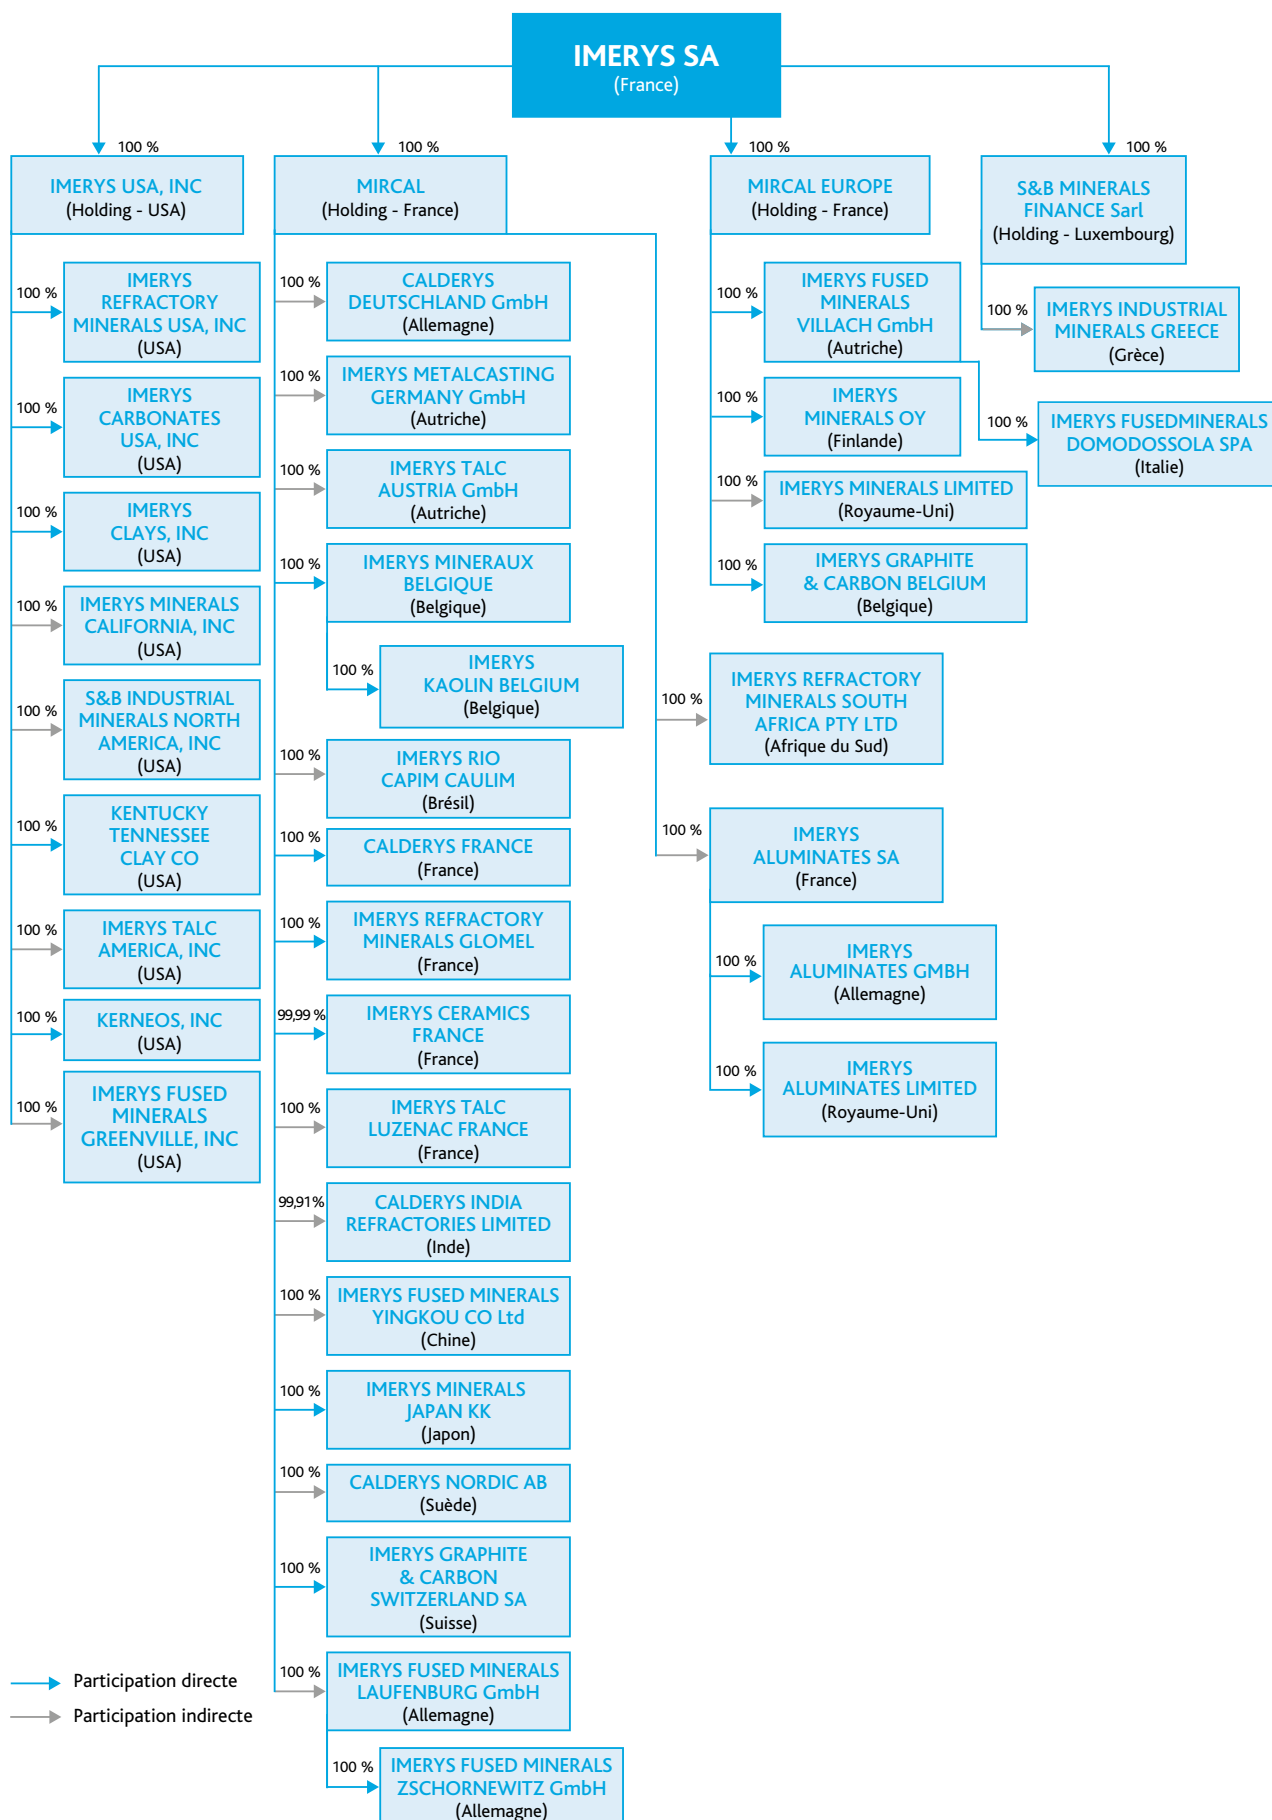 IMERYS SA
(France)
100 %
IMERYS USA, INC
(Holding - USA)
100 %
IMERYS
REFRACTORY
MINERALS USA, INC
(USA)
100 %
IMERYS
CARBONATES
USA, INC
(USA)
100 %
IMERYS
CLAYS, INC
(USA)
100 %
IMERYS MINERALS
CALIFORNIA, INC
(USA)
100 %
S&B INDUSTRIAL
MINERALS NORTH
AMERICA, INC
(USA)
100 %
KENTUCKY
TENNESSEE
CLAY CO
(USA)
100 %
IMERYS TALC
AMERICA, INC
(USA)
100 %
KERNEOS, INC
(USA)
100 %
IMERYS FUSED
MINERALS
GREENVILLE, INC
(USA)
100 %
MIRCAL
(Holding - France)
100 %
CALDERYS
DEUTSCHLAND GmbH
(Allemagne)
100 %
IMERYS METALCASTING
GERMANY GmbH
(Autriche)
100 %
IMERYS TALC
AUSTRIA GmbH
(Autriche)
100 %
IMERYS MINERAUX
BELGIQUE
(Belgique)
100 %
IMERYS
KAOLIN BELGIUM
(Belgique)
100 %
IMERYS RIO
CAPIM CAULIM
(Brésil)
100 %
CALDERYS FRANCE
(France)
100 %
IMERYS REFRACTORY
MINERALS GLOMEL
(France)
99,99 %
IMERYS CERAMICS
FRANCE
(France)
100 %
IMERYS TALC
LUZENAC FRANCE
(France)
99,91%
CALDERYS INDIA
REFRACTORIES LIMITED
(Inde)
100 %
IMERYS FUSED MINERALS
YINGKOU CO Ltd
(Chine)
100 %
IMERYS MINERALS
JAPAN KK
(Japon)
100 %
CALDERYS NORDIC AB
(Suède)
100 %
IMERYS GRAPHITE
& CARBON
SWITZERLAND SA
(Suisse)
100 %
IMERYS FUSED MINERALS
LAUFENBURG GmbH
(Allemagne)
100 %
IMERYS FUSED MINERALS
ZSCHORNEWITZ GmbH
(Allemagne)
100 %
IMERYS REFRACTORY
MINERALS SOUTH
AFRICA PTY LTD
(Afrique du Sud)
100 %
IMERYS
ALUMINATES SA
(France)
100 %
IMERYS
ALUMINATES GMBH
(Allemagne)
100 %
IMERYS
ALUMINATES LIMITED
(Royaume-Uni)
100 %
MIRCAL EUROPE
(Holding - France)
100 %
IMERYS FUSED
MINERALS
VILLACH GmbH
(Autriche)
100 %
IMERYS FUSEDMINERALS
DOMODOSSOLA SPA
(Italie)
100 %
IMERYS
MINERALS OY
(Finlande)
100 %
IMERYS MINERALS LIMITED
(Royaume-Uni)
100 %
IMERYS GRAPHITE
& CARBON BELGIUM
(Belgique)
100 %
S&B MINERALS
FINANCE Sarl
(Holding - Luxembourg)
100 %
IMERYS INDUSTRIAL
MINERALS GREECE
(Grèce)
Participation directe
Participation indirecte